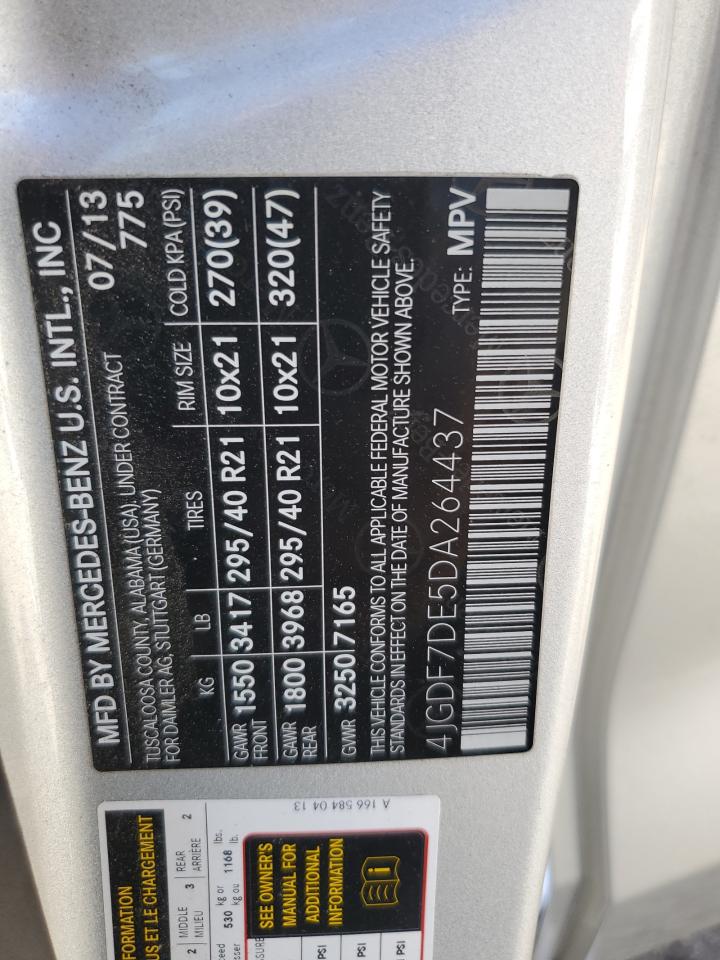 MFD BY MERCEDES-BENZ U.S. INTL., INC
TUSCALOOSA COUNTY, ALABAMA (USA), UNDER CONTRACT 07/13
FOR DAIMLER AG, STUTTGART (GERMANY) 775
KG LB TIRES RIM SIZE COLD KPA (PSI)
GAWR FRONT 1550 3417 295/40 R21 10x21 270(39)
GAWR REAR 1800 3968 295/40 R21 10x21 320(47)
GVWR 3250 7165
THIS VEHICLE CONFORMS TO ALL APPLICABLE FEDERAL MOTOR VEHICLE SAFETY
STANDARDS IN EFFECT ON THE DATE OF MANUFACTURE SHOWN ABOVE.
4JGDF7DE5DA264437 TYPE: MPV
US ET LE CHARGEMENT
2 MIDDLE MILIEU 3 REAR ARRIÈRE 2
530 kg or kg ou 1168 lbs. lb.
SEE OWNER'S
MANUAL FOR
ADDITIONAL
INFORMATION
PSI
PSI
PSI
A 166 584 04 13